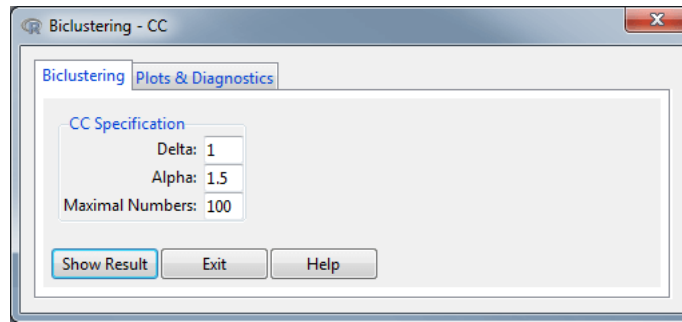 Biclustering - CC
Biclustering Plots & Diagnostics
CC Specification
Delta: 1
Alpha: 1.5
Maximal Numbers: 100
Show Result Exit Help